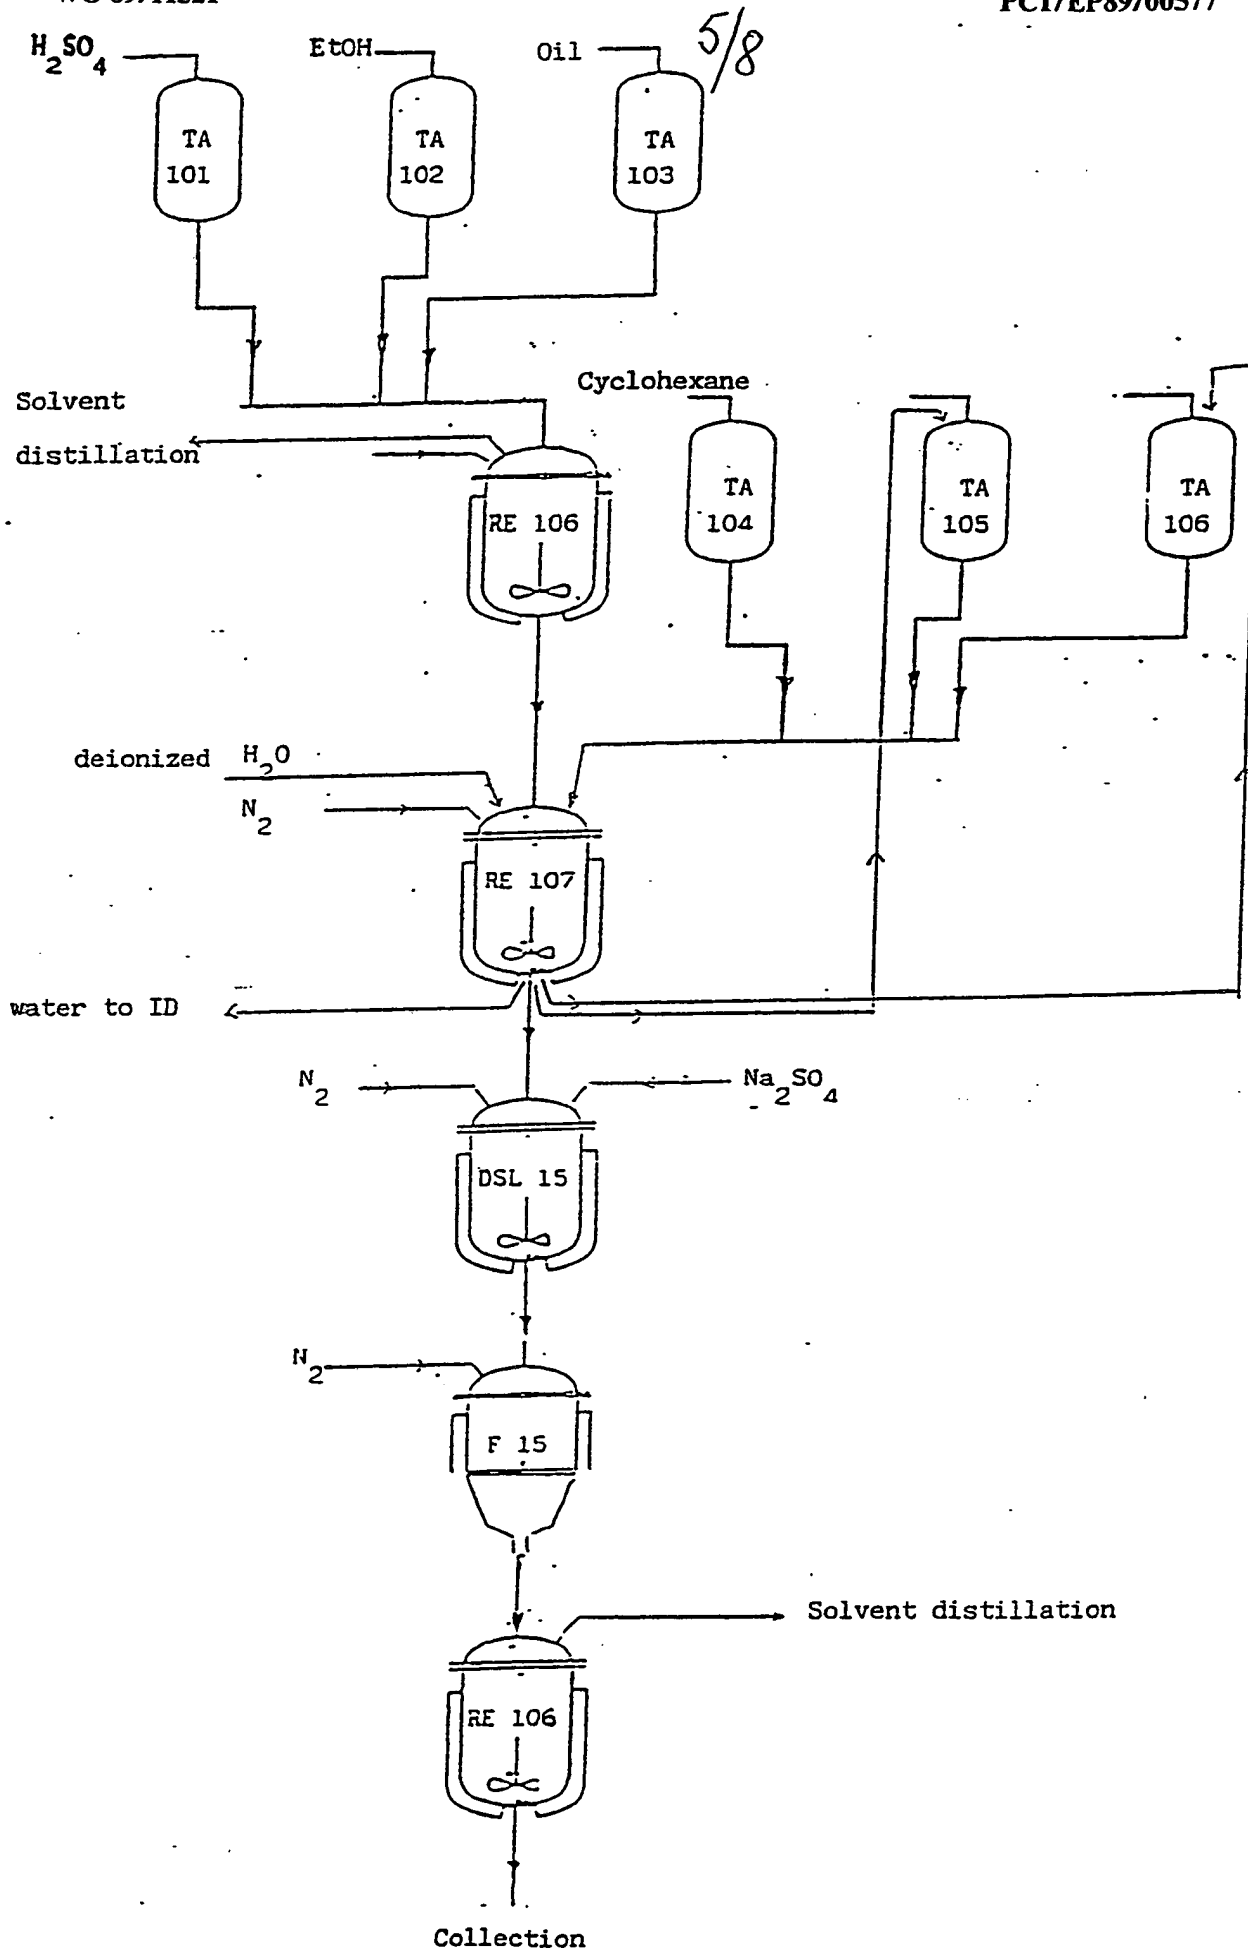 PCT/EP89/00577
5/8
H2SO4
EtOH
Oil
TA
101
TA
102
TA
103
Solvent
distillation
Cyclohexane
RE 106
TA
104
TA
105
TA
106
deionized H2O
N2
RE 107
water to ID
N2
Na2SO4
DSL 15
N2
F 15
Solvent distillation
RE 106
Collection